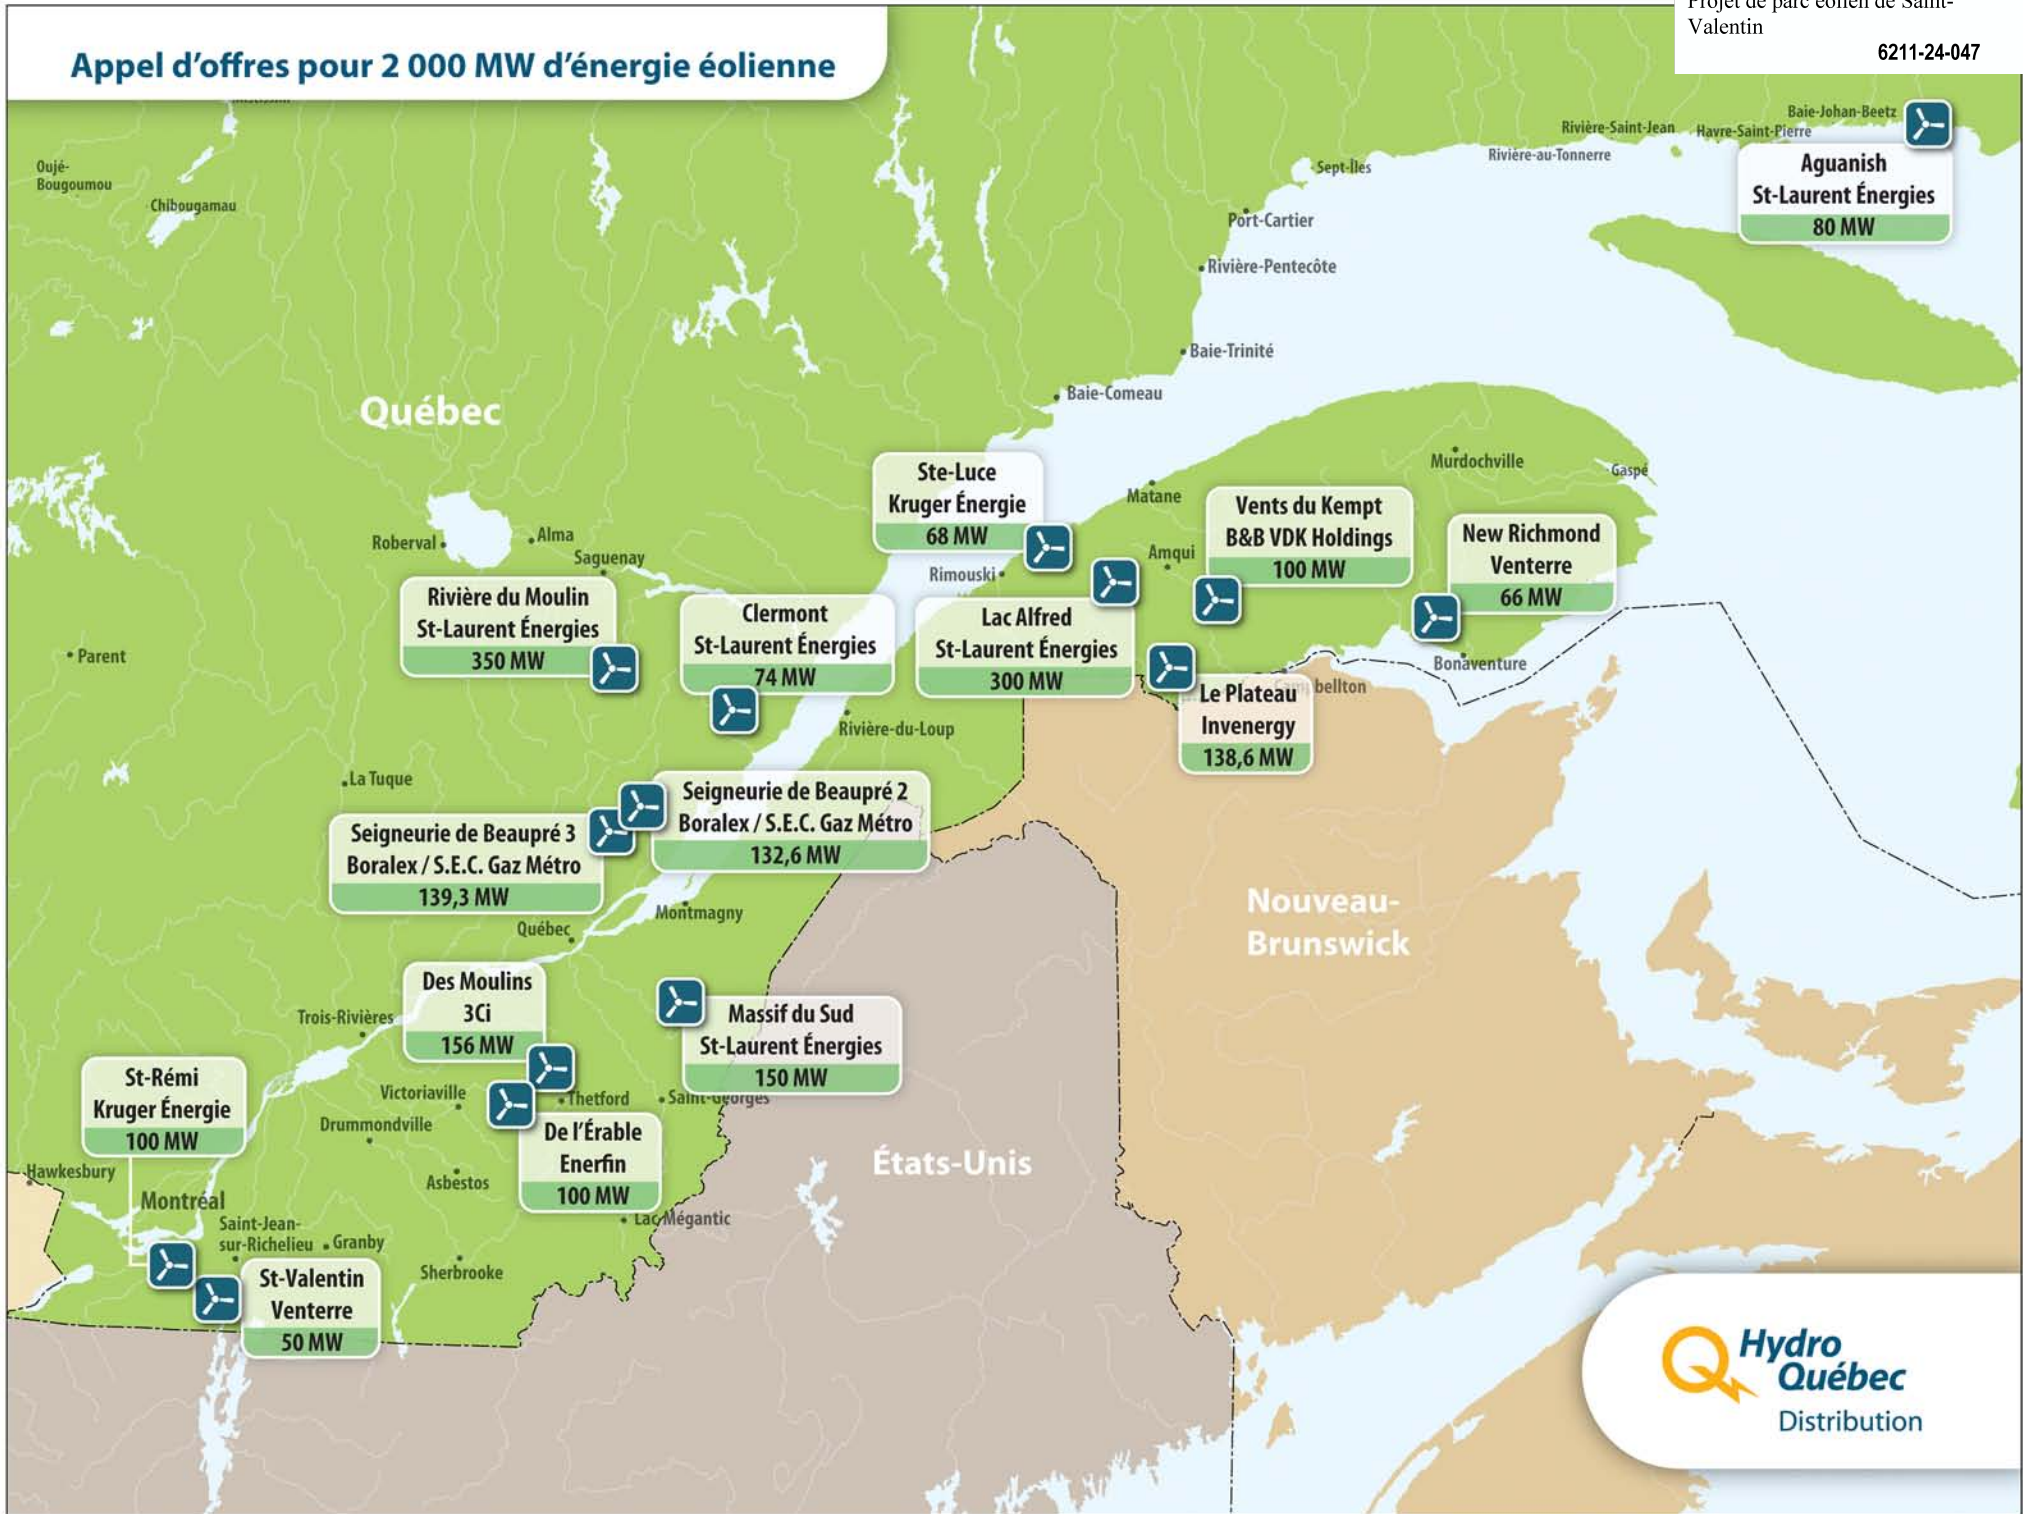 Projet de parc éolien de Saint-
Valentin
6211-24-047
Appel d'offres pour 2 000 MW d'énergie éolienne
Oujé-
Bougoumou
Chibougamau
Baie-Johan-Beetz
Rivière-Saint-Jean
Havre-Saint-Pierre
Rivière-au-Tonnerre
Sept-Îles
Aguanish
St-Laurent Énergies
80 MW
Port-Cartier
Rivière-Pentecôte
Baie-Trinité
Baie-Comeau
Québec
Ste-Luce
Kruger Énergie
68 MW
Murdochville
Gaspé
Matane
Vents du Kempt
B&B VDK Holdings
100 MW
New Richmond
Venterre
66 MW
Roberval
Alma
Saguenay
Rimouski
Amqui
Rivière du Moulin
St-Laurent Énergies
350 MW
Clermont
St-Laurent Énergies
74 MW
Lac Alfred
St-Laurent Énergies
300 MW
Parent
Bonaventure
Campbellton
Le Plateau
Invenergy
138,6 MW
Rivière-du-Loup
La Tuque
Seigneurie de Beaupré 2
Boralex / S.E.C. Gaz Métro
132,6 MW
Seigneurie de Beaupré 3
Boralex / S.E.C. Gaz Métro
139,3 MW
Montmagny
Québec
Nouveau-
Brunswick
Des Moulins
3Ci
156 MW
Trois-Rivières
Massif du Sud
St-Laurent Énergies
150 MW
St-Rémi
Kruger Énergie
100 MW
Victoriaville
Thetford
Saint-Georges
Drummondville
De l'Érable
Enerfin
100 MW
États-Unis
Hawkesbury
Asbestos
Montréal
Lac Mégantic
Saint-Jean-
sur-Richelieu
Granby
Sherbrooke
St-Valentin
Venterre
50 MW
Hydro
Québec
Distribution